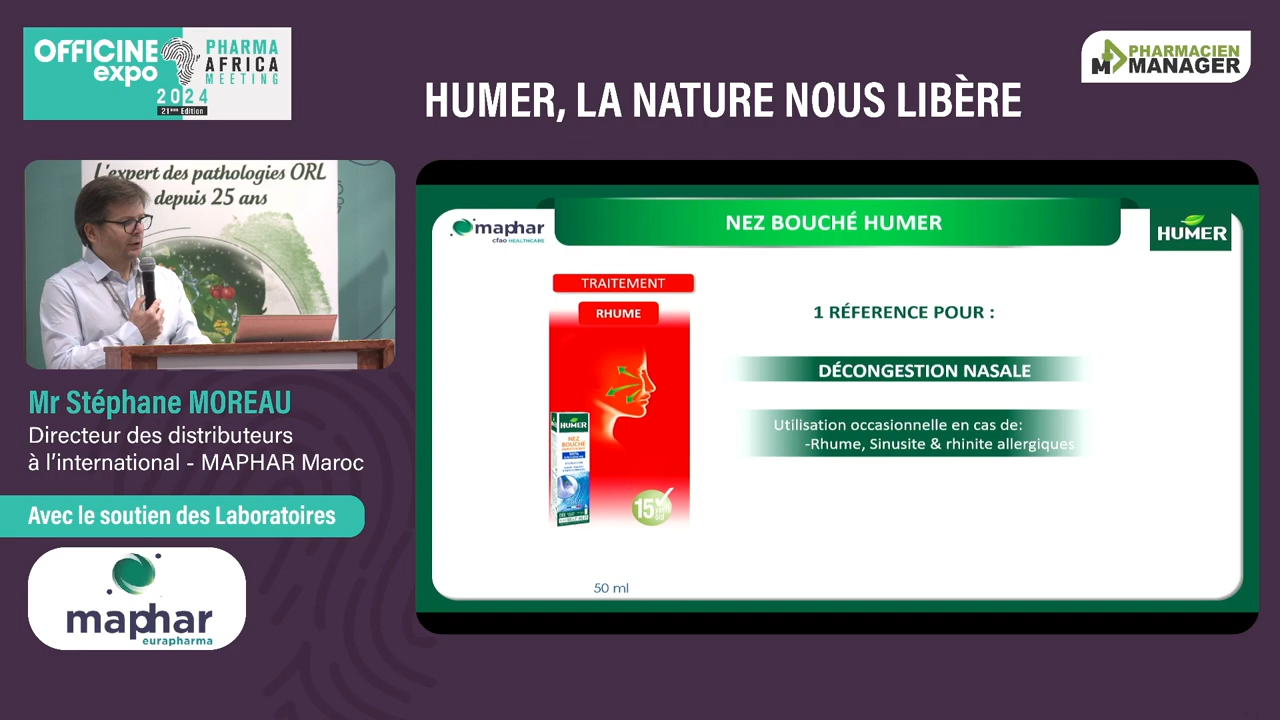 OFFICINE
expo
PHARMA
AFRICA
MEETING
2024
21ème Edition
HUMER, LA NATURE NOUS LIBÈRE
PHARMACIEN
MANAGER
L'expert des pathologies ORL
depuis 25 ans
Mr Stéphane MOREAU
Directeur des distributeurs
à l'international - MAPHAR Maroc
Avec le soutien des Laboratoires
maphar
eurapharma
maphar
cfao HEALTHCARE
NEZ BOUCHÉ HUMER
HUMER
TRAITEMENT
RHUME
HUMER
NEZ
BOUCHÉ
15
1 RÉFERENCE POUR :
DÉCONGESTION NASALE
Utilisation occasionnelle en cas de:
-Rhume, Sinusite & rhinite allergiques
50 ml